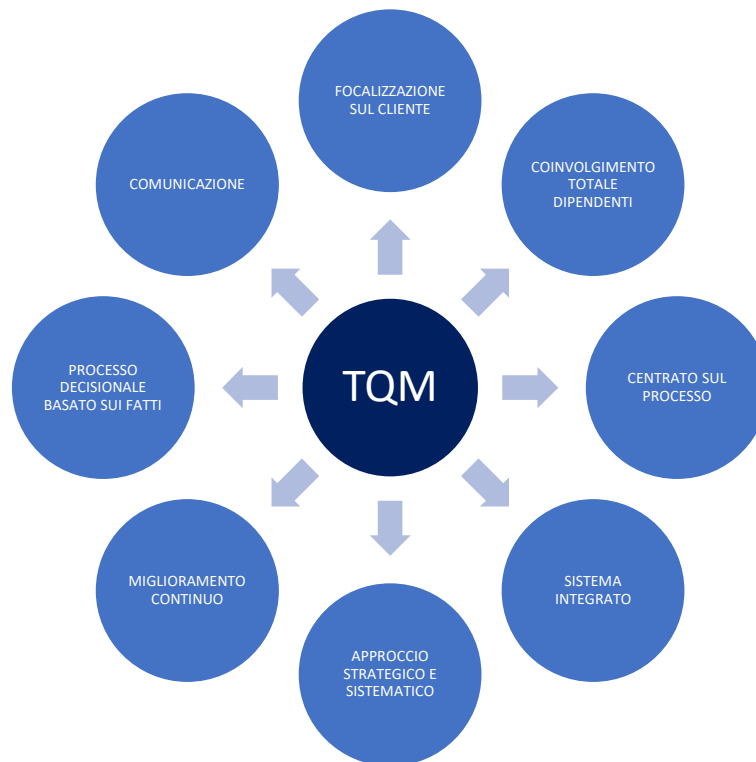 FOCALIZZAZIONE
SUL CLIENTE
COINVOLGIMENTO
TOTALE
DIPENDENTI
CENTRATO SUL
PROCESSO
SISTEMA
INTEGRATO
APPROCCIO
STRATEGICO E
SISTEMATICO
MIGLIORAMENTO
CONTINUO
PROCESSO
DECISIONALE
BASATO SUI FATTI
COMUNICAZIONE
TQM